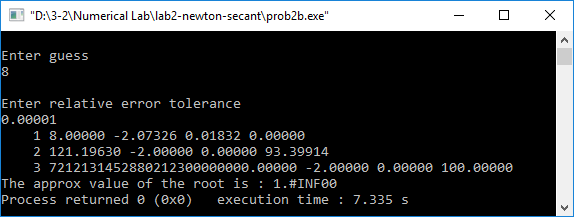 "D:\3-2\Numerical Lab\lab2-newton-secant\prob2b.exe"
Enter guess
8
Enter relative error tolerance
0.00001
1 8.00000 -2.07326 0.01832 0.00000
2 121.19630 -2.00000 0.00000 93.39914
3 7212131452880212300000000.00 -2.00000 0.00000 100.00000
The approx value of the root is : 1.#INF00
Process returned 0 (0x0)   execution time : 7.335 s